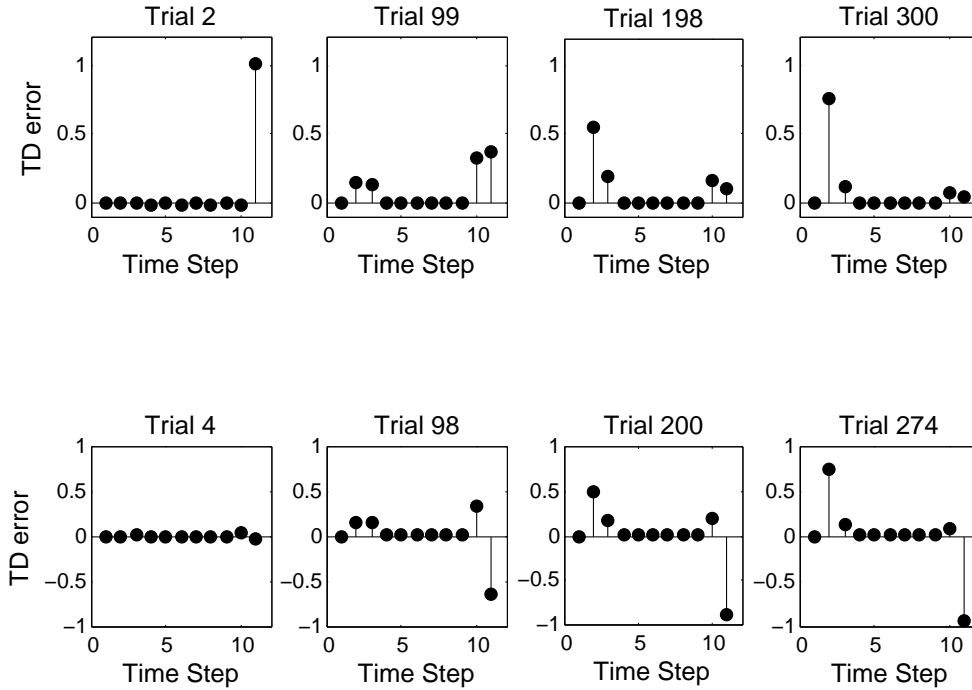 Trial 2 Trial 99 Trial 198 Trial 300
1 1 1 1
0.5 0.5 0.5 0.5
0 0 0 0
0 5 10 0 5 10 0 5 10 0 5 10
TD error
Time Step Time Step Time Step Time Step
Trial 4 Trial 98 Trial 200 Trial 274
1 1 1 1
0.5 0.5 0.5 0.5
0 0 0 0
−0.5 −0.5 −0.5 −0.5
−1 −1 −1 −1
0 5 10 0 5 10 0 5 10 0 5 10
TD error
Time Step Time Step Time Step Time Step